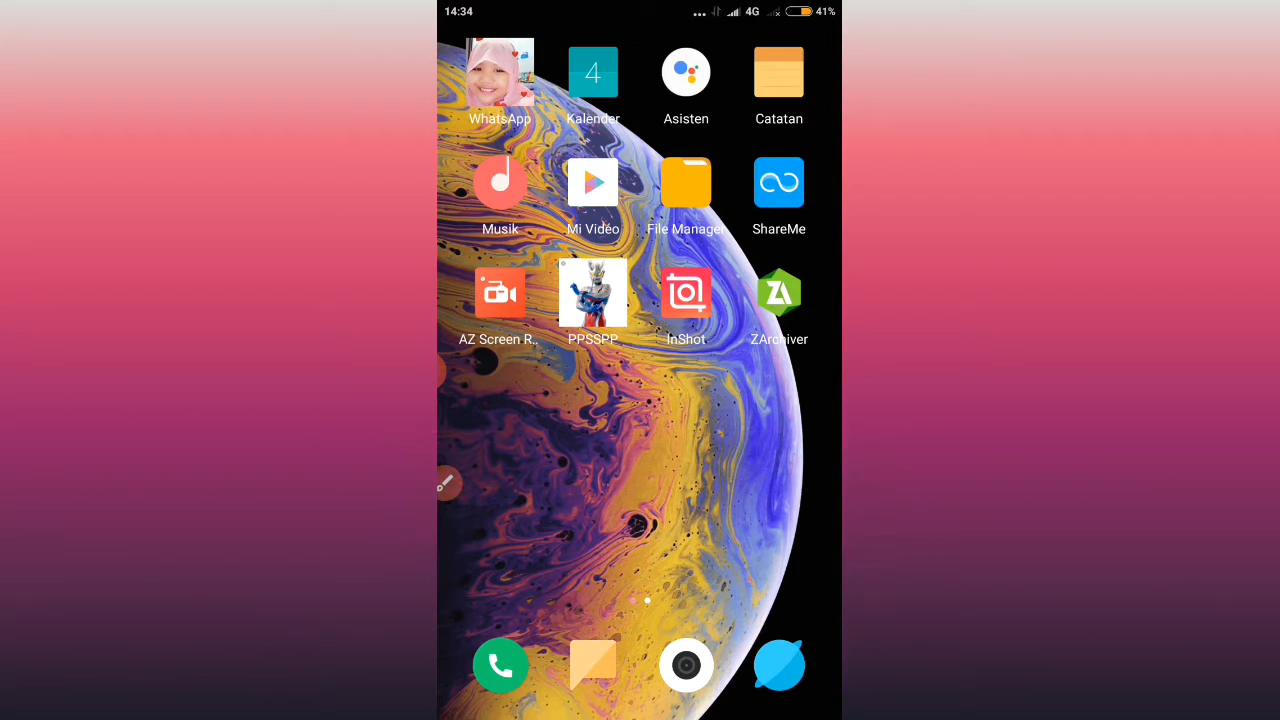 14:34 4G 41%
4
WhatsApp Kalender Asisten Catatan
Musik Mi Video File Manager ShareMe
AZ Screen R.. PPSSPP InShot ZArchiver